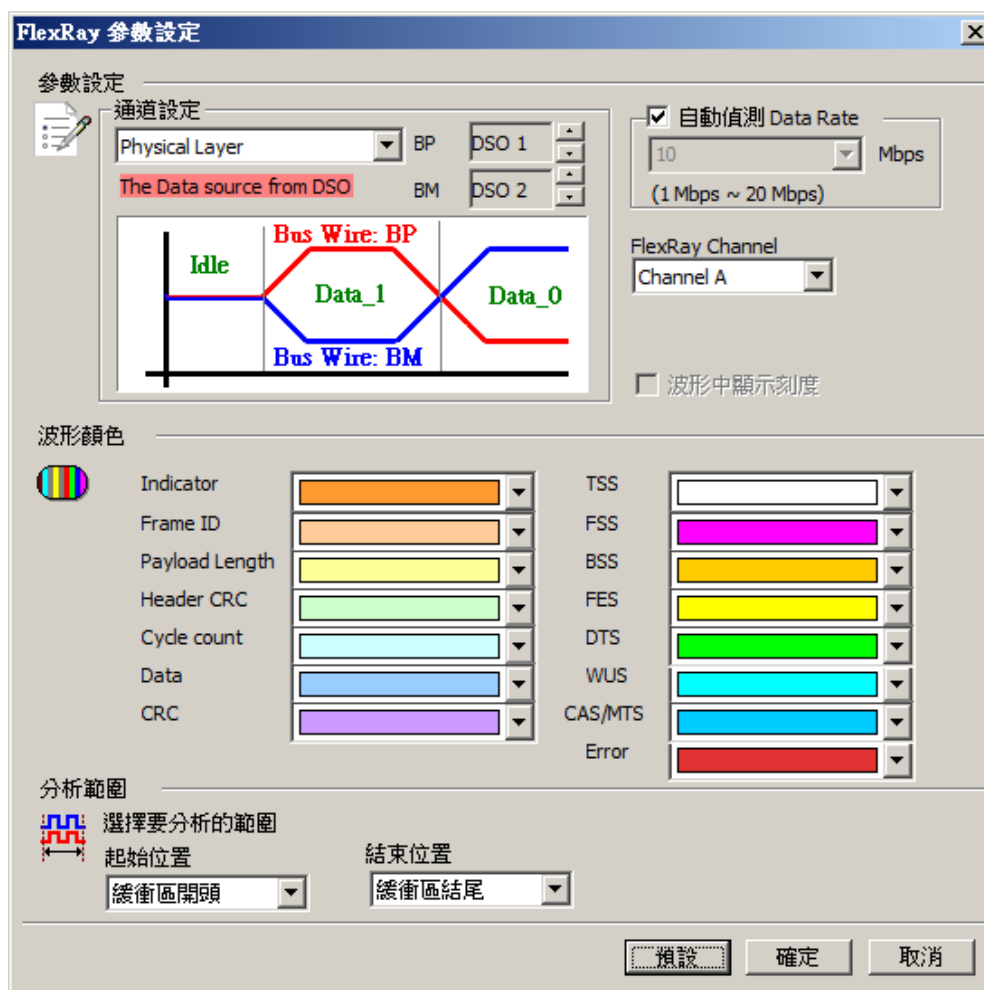 FlexRay 參數設定
參數設定
通道設定
Physical Layer
BP
DSO 1
The Data source from DSO
BM
DSO 2
Bus Wire: BP
Idle
Data_1
Data_0
Bus Wire: BM
自動偵測 Data Rate
10
Mbps
(1 Mbps ~ 20 Mbps)
FlexRay Channel
Channel A
波形中顯示刻度
波形顏色
Indicator
Frame ID
Payload Length
Header CRC
Cycle count
Data
CRC
TSS
FSS
BSS
FES
DTS
WUS
CAS/MTS
Error
分析範圍
選擇要分析的範圍
起始位置
緩衝區開頭
結束位置
緩衝區結尾
預設
確定
取消